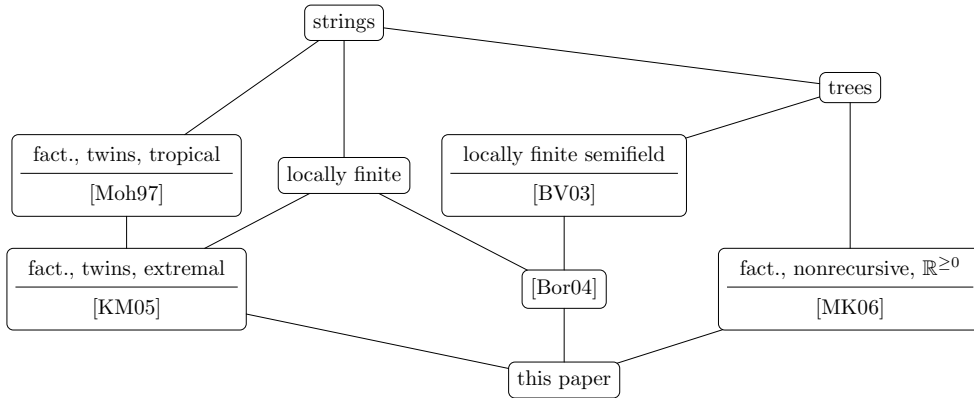 strings
trees
fact., twins, tropical
[Moh97]
locally finite
locally finite semifield
[BV03]
fact., twins, extremal
[KM05]
[Bor04]
fact., nonrecursive, ℝ≥0
[MK06]
this paper